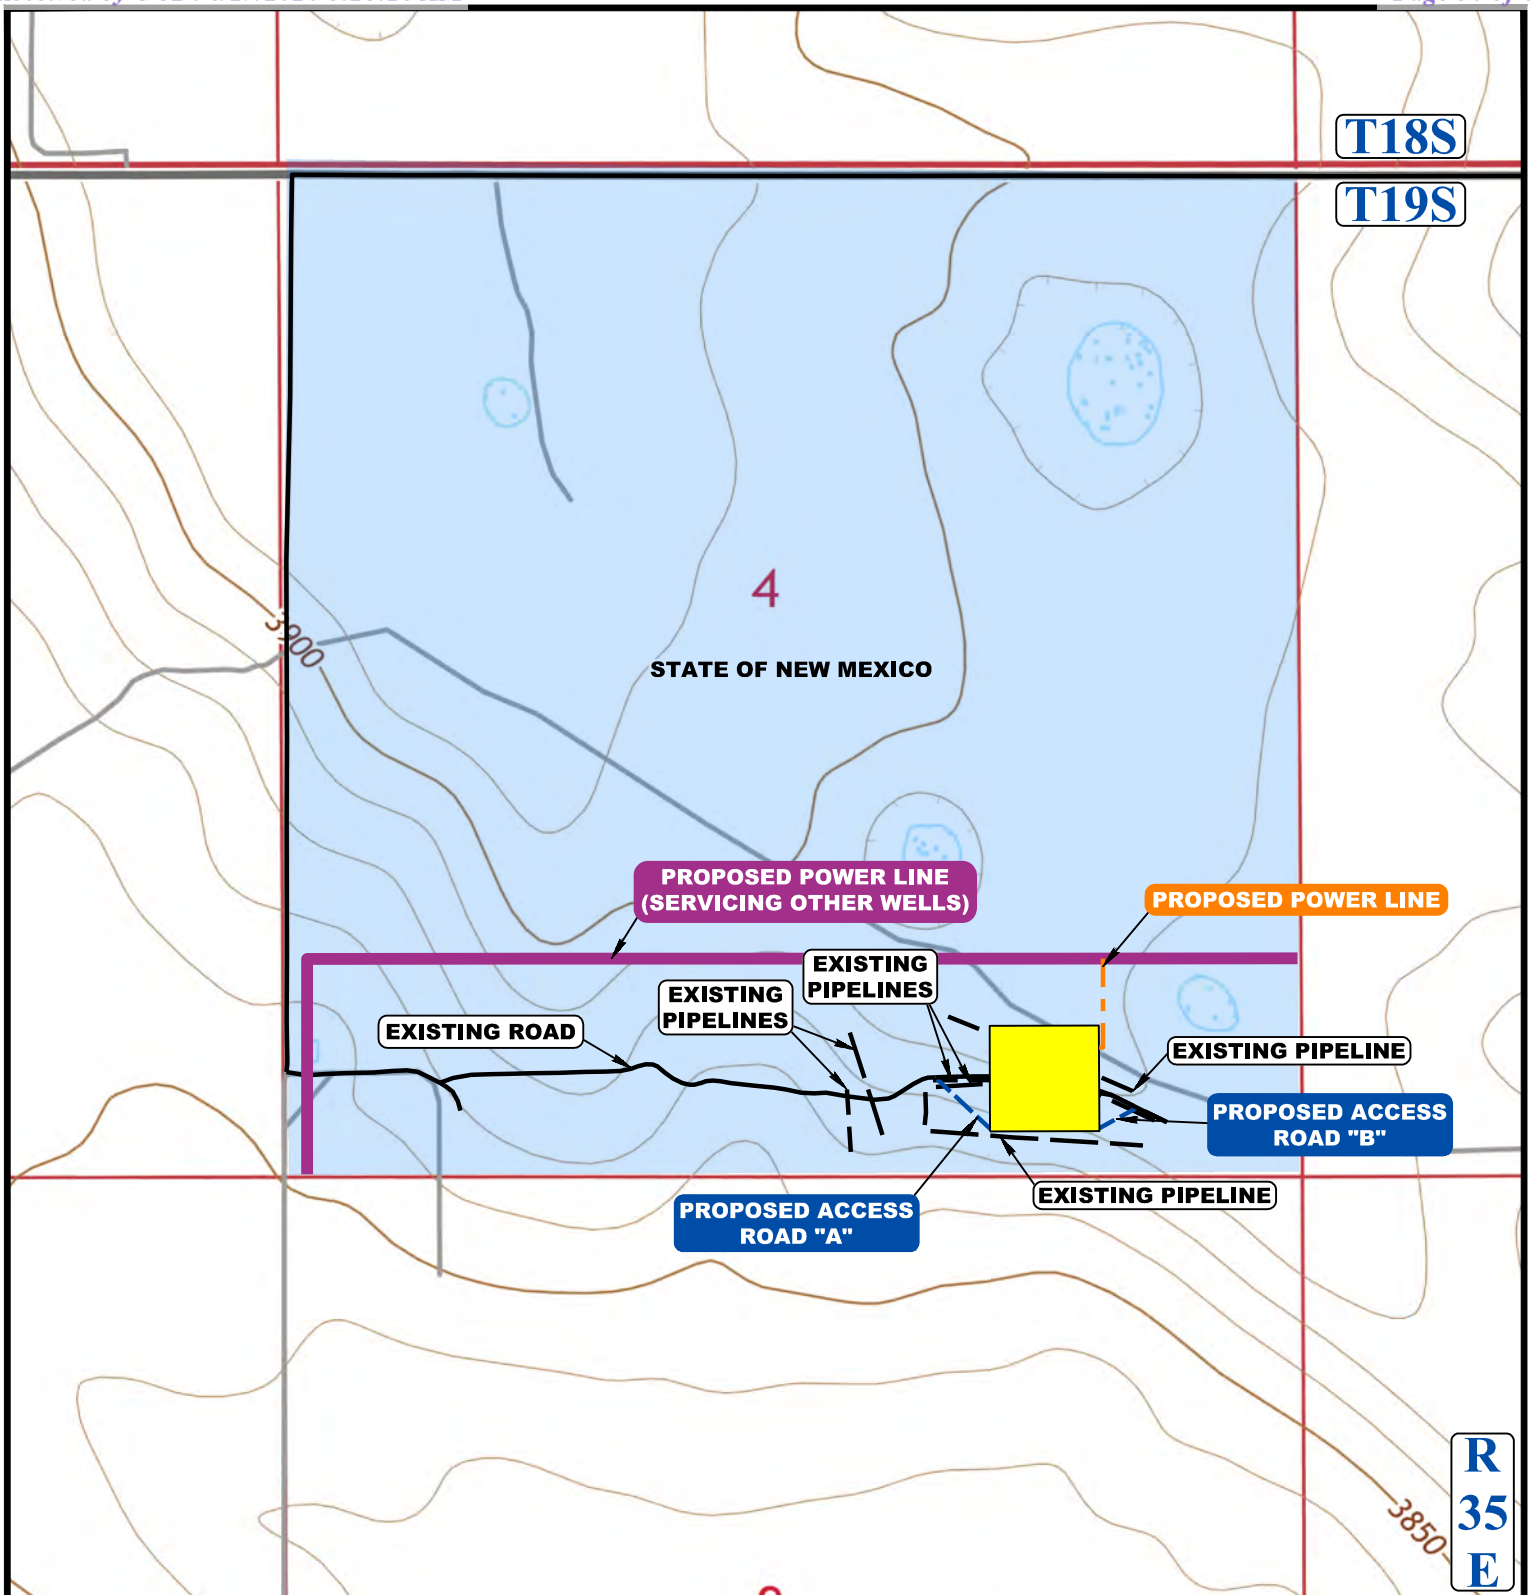 T18S
T19S
3900
4
STATE OF NEW MEXICO
PROPOSED POWER LINE
(SERVICING OTHER WELLS)
PROPOSED POWER LINE
EXISTING
PIPELINES
EXISTING
PIPELINES
EXISTING ROAD
EXISTING PIPELINE
PROPOSED ACCESS
ROAD "B"
EXISTING PIPELINE
PROPOSED ACCESS
ROAD "A"
R
35
E
3850